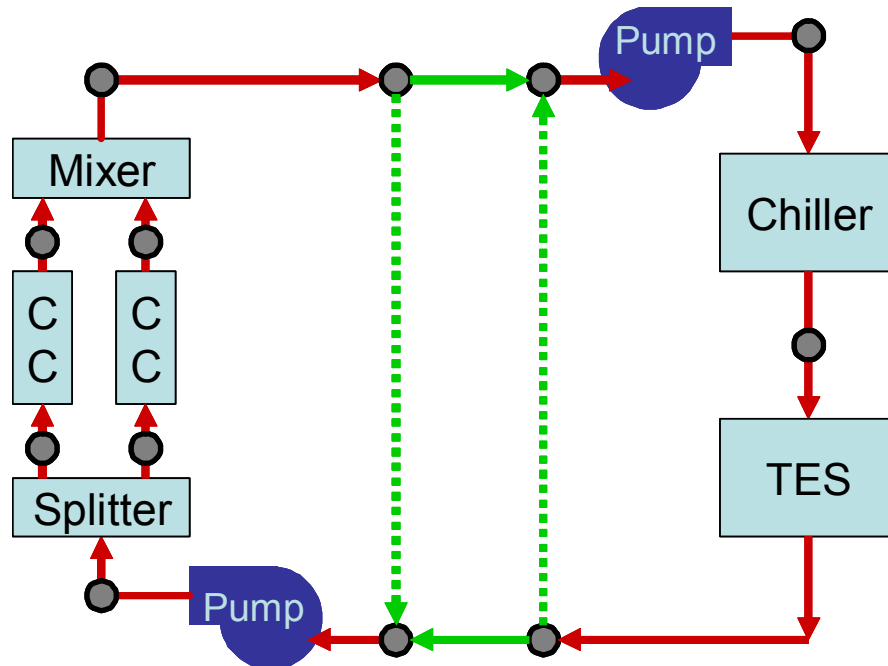 Pump
Mixer
Chiller
C
C
C
C
TES
Splitter
Pump